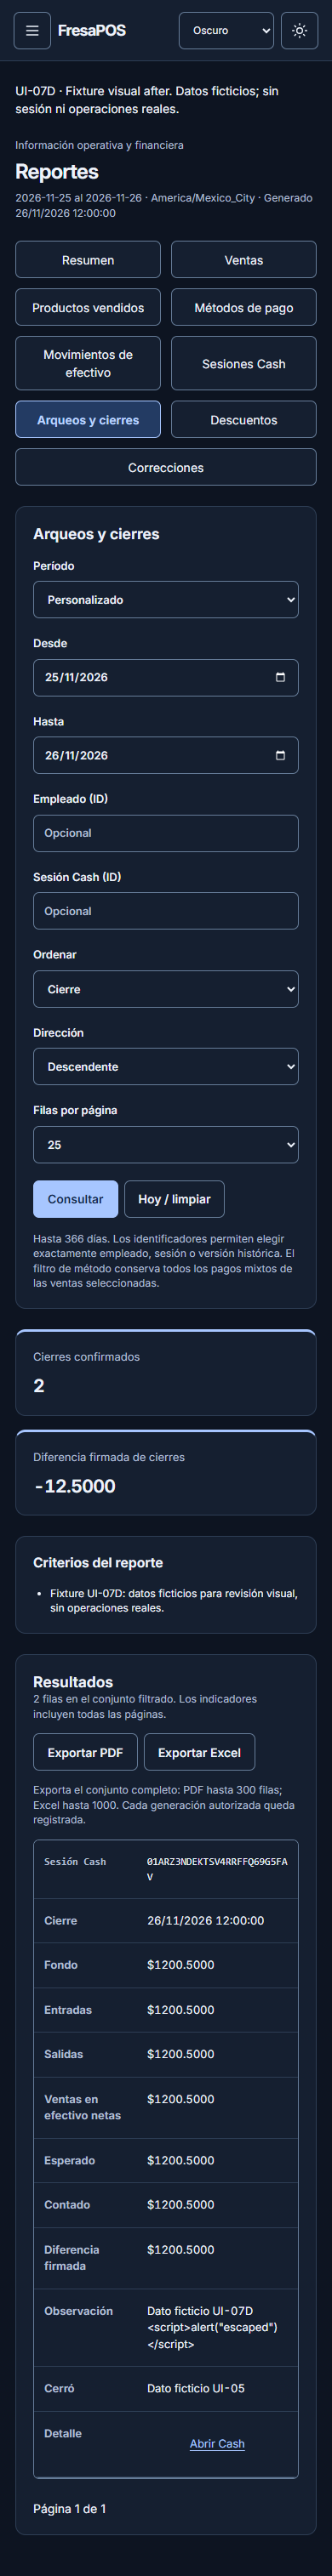 FresaPOS
Oscuro
UI-07D · Fixture visual after. Datos ficticios; sin
sesión ni operaciones reales.
Información operativa y financiera
Reportes
2026-11-25 al 2026-11-26 · America/Mexico_City · Generado
26/11/2026 12:00:00
Resumen
Ventas
Productos vendidos
Métodos de pago
Movimientos de
efectivo
Sesiones Cash
Arqueos y cierres
Descuentos
Correcciones
Arqueos y cierres
Período
Personalizado
Desde
25/11/2026
Hasta
26/11/2026
Empleado (ID)
Opcional
Sesión Cash (ID)
Opcional
Ordenar
Cierre
Dirección
Descendente
Filas por página
25
Consultar
Hoy / limpiar
Hasta 366 días. Los identificadores permiten elegir
exactamente empleado, sesión o versión histórica. El
filtro de método conserva todos los pagos mixtos de
las ventas seleccionadas.
Cierres confirmados
2
Diferencia firmada de cierres
-12.5000
Criterios del reporte
• Fixture UI-07D: datos ficticios para revisión visual,
sin operaciones reales.
Resultados
2 filas en el conjunto filtrado. Los indicadores
incluyen todas las páginas.
Exportar PDF
Exportar Excel
Exporta el conjunto completo: PDF hasta 300 filas;
Excel hasta 1000. Cada generación autorizada queda
registrada.
Sesión Cash
01ARZ3NDEKTSV4RRFFQ69G5FA
V
Cierre
26/11/2026 12:00:00
Fondo
$1200.5000
Entradas
$1200.5000
Salidas
$1200.5000
Ventas en
efectivo netas
$1200.5000
Esperado
$1200.5000
Contado
$1200.5000
Diferencia
firmada
$1200.5000
Observación
Dato ficticio UI-07D
<script>alert("escaped")
</script>
Cerró
Dato ficticio UI-05
Detalle
Abrir Cash
Página 1 de 1